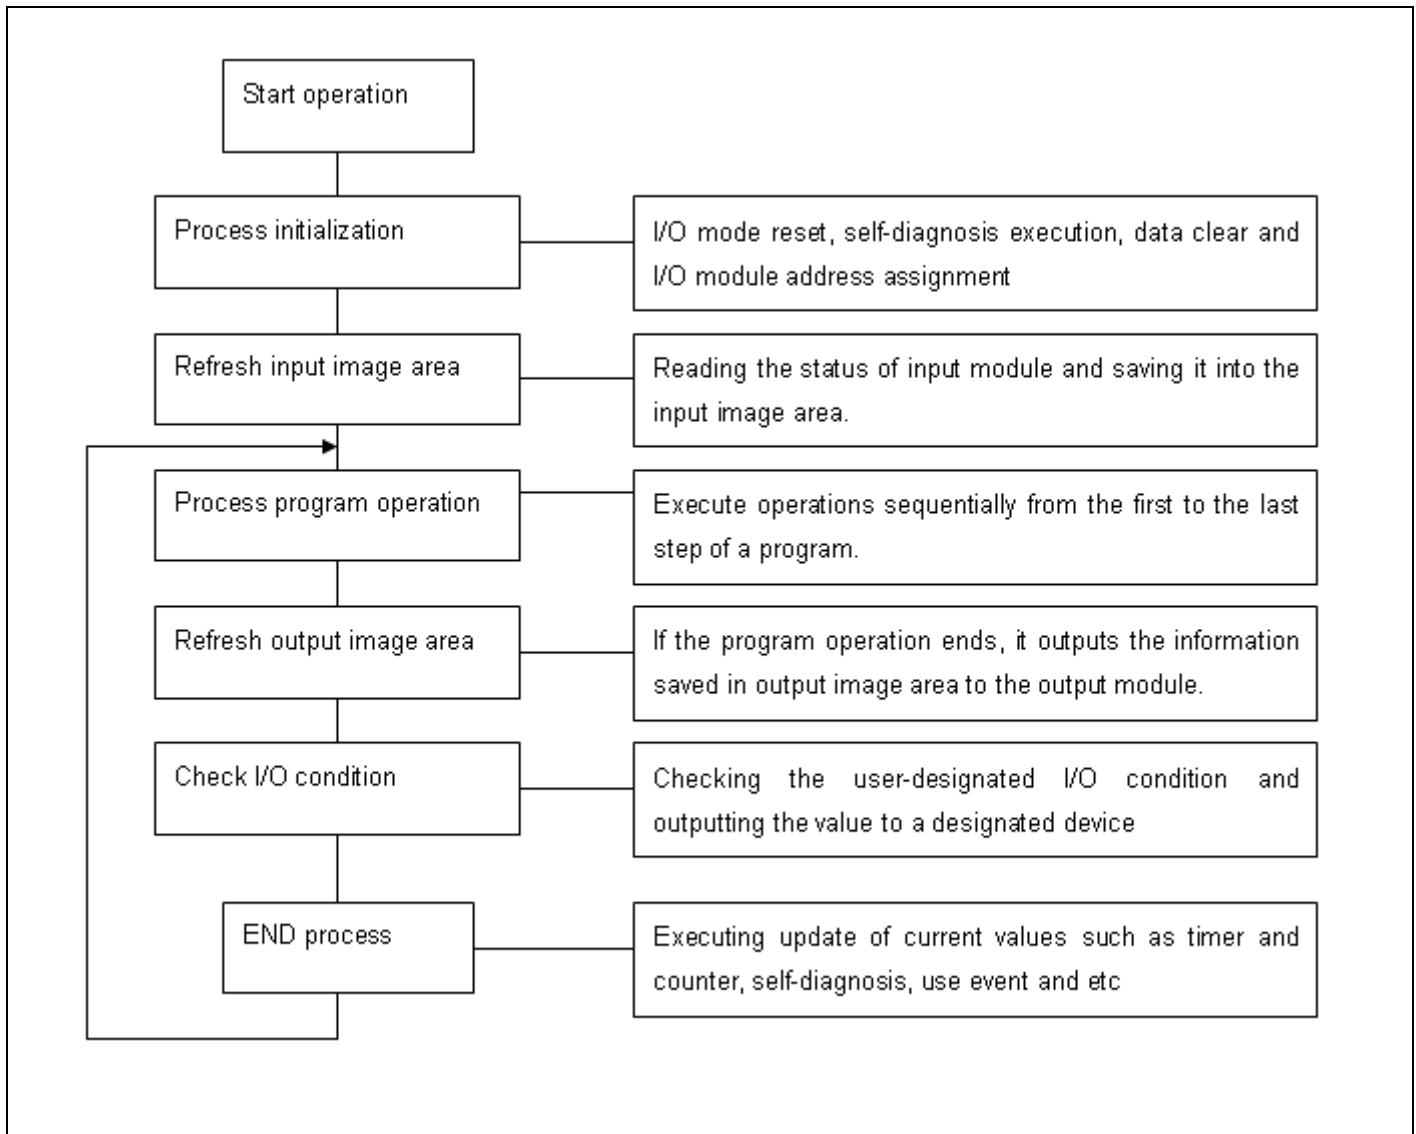 Start operation
Process initialization
I/O mode reset, self-diagnosis execution, data clear and
I/O module address assignment
Refresh input image area
Reading the status of input module and saving it into the
input image area.
Process program operation
Execute operations sequentially from the first to the last
step of a program.
Refresh output image area
If the program operation ends, it outputs the information
saved in output image area to the output module.
Check I/O condition
Checking the user-designated I/O condition and
outputting the value to a designated device
END process
Executing update of current values such as timer and
counter, self-diagnosis, use event and etc